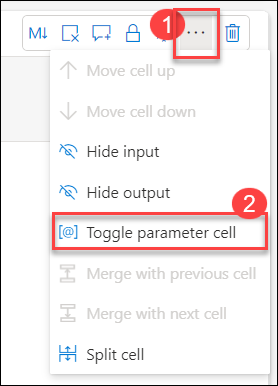 1
M↓
...
Move cell up
Move cell down
Hide input
Hide output
2
[@] Toggle parameter cell
Merge with previous cell
Merge with next cell
Split cell